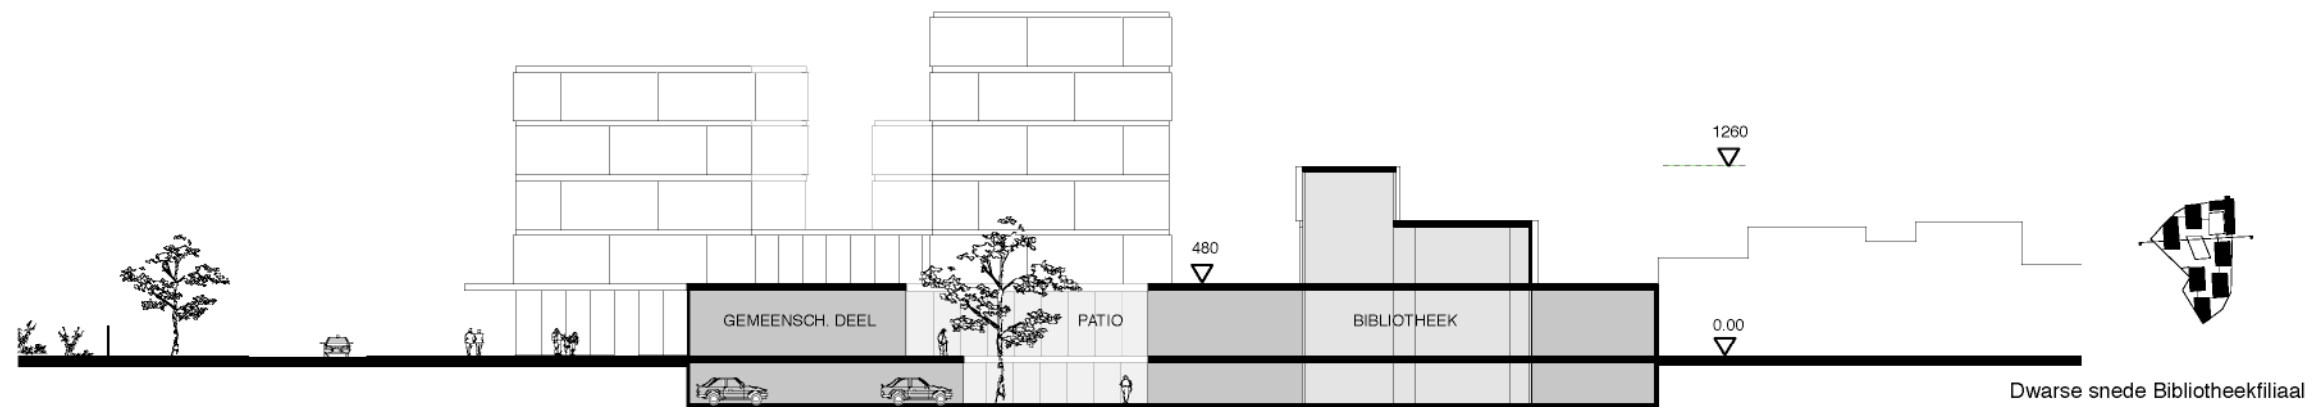 1260
480
GEMEENSCH. DEEL
PATIO
BIBLIOTHEEK
0.00
Dwarse snede Bibliotheekfiliaal